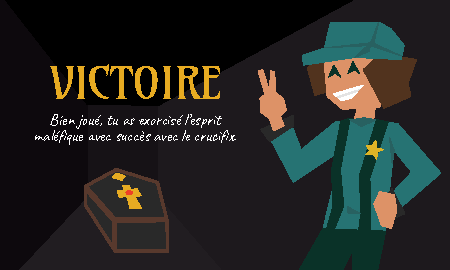 VICTOIRE
Bien joué, tu as exorcisé l'esprit
maléfique avec succès avec le crucifix